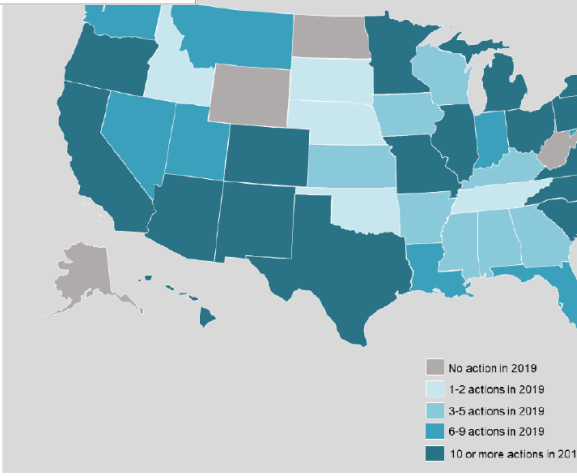 No action in 2019
1-2 actions in 2019
3-5 actions in 2019
6-9 actions in 2019
10 or more actions in 201